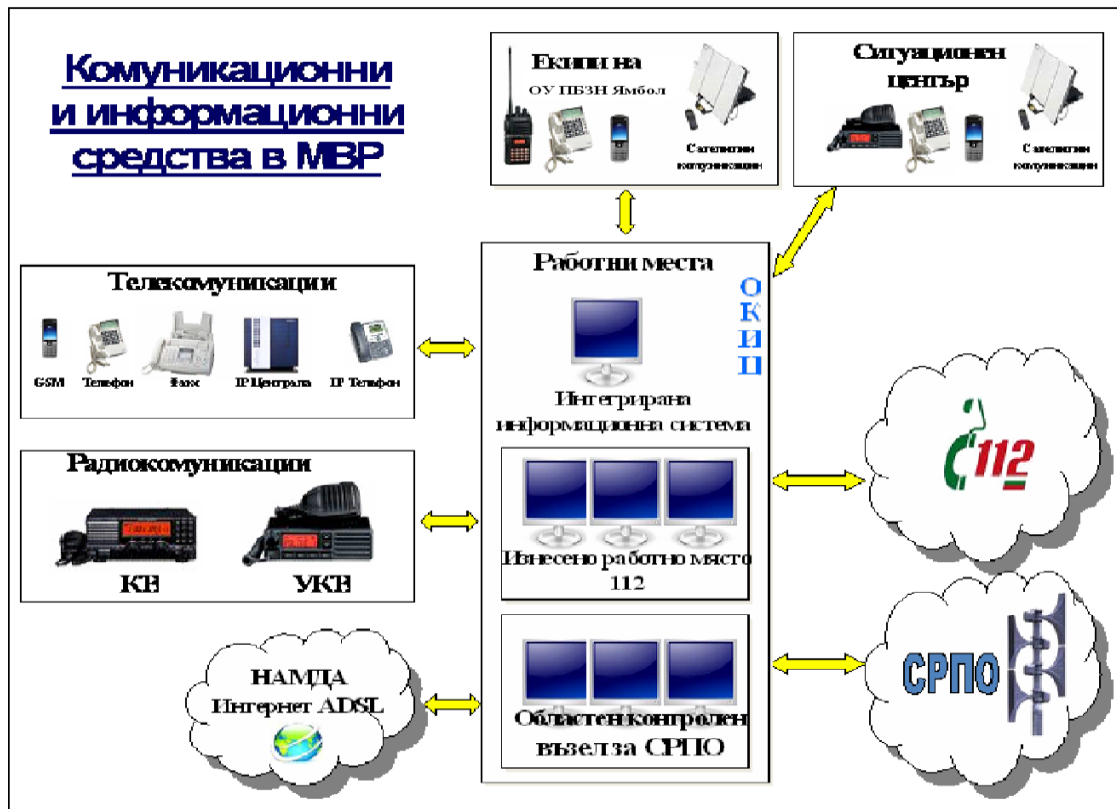 Комуникационни
и информационни
средства в МВР
Екипи на
ОУ ПБЗН Ямбол
Сателитни
комуникации
Ситуационен
център
Сателитни
комуникации
Телекомуникации
GSM
Телефон
Факс
IP Централа
IP Телефон
Радиокомуникации
КВ
УКВ
НАМДА
Интернет ADSL
Работни места
ОКИЦ
Интегрирана
информационна система
Изнесено работно място
112
Областен контролен
възел за СРПО
112
СРПО